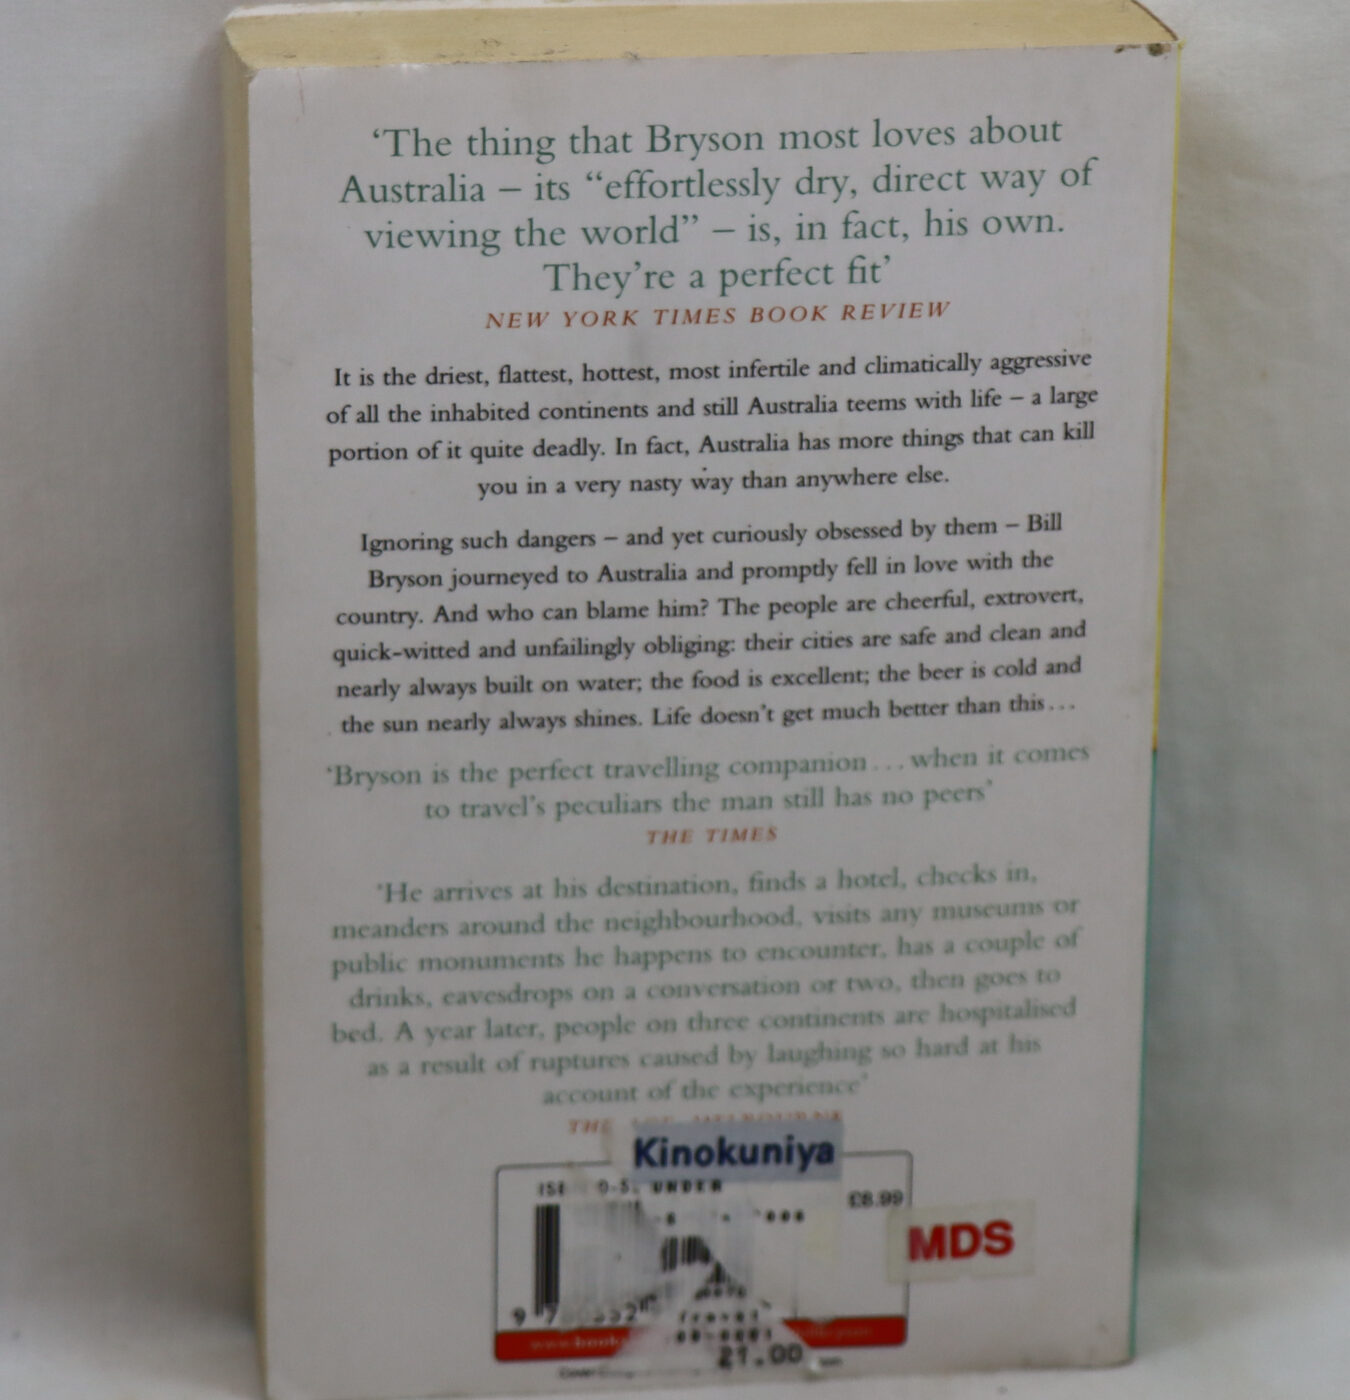 ‘The thing that Bryson most loves about
Australia – its “effortlessly dry, direct way of
viewing the world” – is, in fact, his own.
They’re a perfect fit’
NEW YORK TIMES BOOK REVIEW
It is the driest, flattest, hottest, most infertile and climatically aggressive
of all the inhabited continents and still Australia teems with life – a large
portion of it quite deadly. In fact, Australia has more things that can kill
you in a very nasty way than anywhere else.
Ignoring such dangers – and yet curiously obsessed by them – Bill
Bryson journeyed to Australia and promptly fell in love with the
country. And who can blame him? The people are cheerful, extrovert,
quick-witted and unfailingly obliging: their cities are safe and clean and
nearly always built on water; the food is excellent; the beer is cold and
the sun nearly always shines. Life doesn’t get much better than this...
‘Bryson is the perfect travelling companion...when it comes
to travel’s peculiars the man still has no peers’
THE TIMES
‘He arrives at his destination, finds a hotel, checks in,
meanders around the neighbourhood, visits any museums or
public monuments he happens to encounter, has a couple of
drinks, eavesdrops on a conversation or two, then goes to
bed. A year later, people on three continents are hospitalised
as a result of ruptures caused by laughing so hard at his
account of the experience’
THE
Kinokuniya
UNDER
£8.99
MDS
21.00